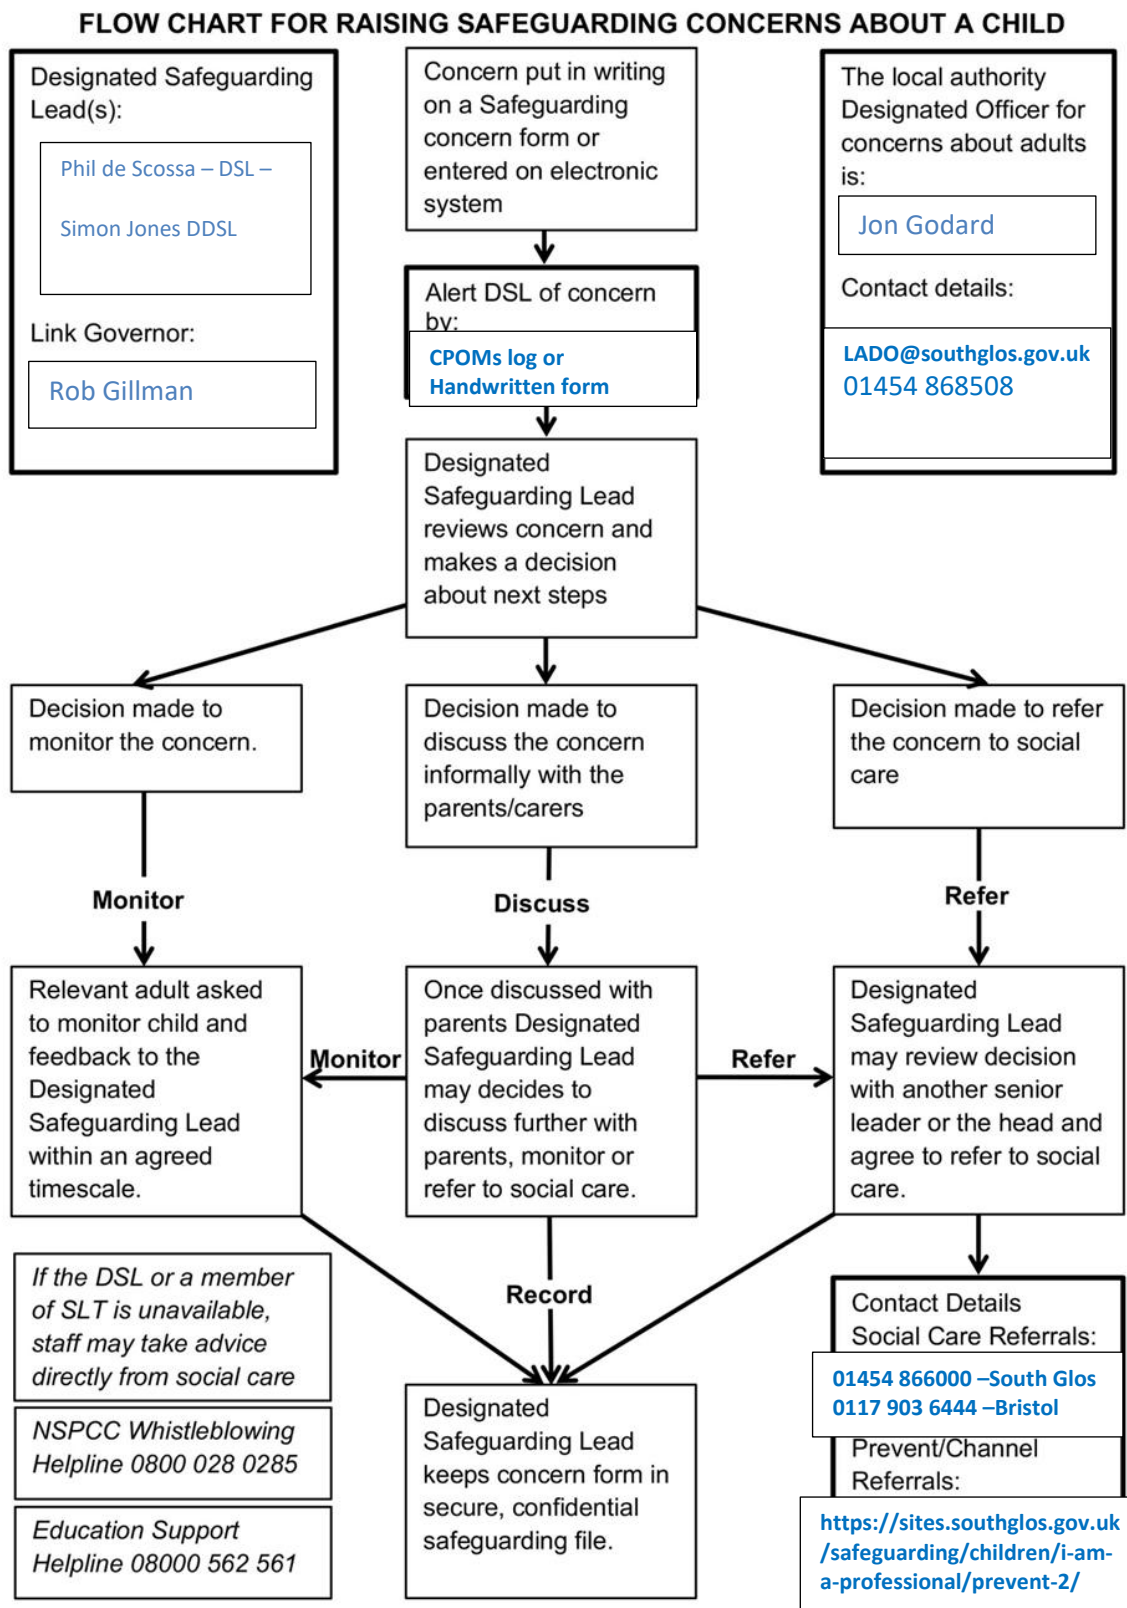 FLOW CHART FOR RAISING SAFEGUARDING CONCERNS ABOUT A CHILD
Designated Safeguarding
Lead(s):
Phil de Scossa – DSL –
Simon Jones DDSL
Link Governor:
Rob Gillman
Concern put in writing
on a Safeguarding
concern form or
entered on electronic
system
Alert DSL of concern
by:
CPOMs log or
Handwritten form
The local authority
Designated Officer for
concerns about adults
is:
Jon Godard
Contact details:
LADO@southglos.gov.uk
01454 868508
Designated
Safeguarding Lead
reviews concern and
makes a decision
about next steps
Decision made to
monitor the concern.
Decision made to
discuss the concern
informally with the
parents/carers
Decision made to refer
the concern to social
care
Monitor
Discuss
Refer
Relevant adult asked
to monitor child and
feedback to the
Designated
Safeguarding Lead
within an agreed
timescale.
Monitor
Once discussed with
parents Designated
Safeguarding Lead
may decides to
discuss further with
parents, monitor or
refer to social care.
Refer
Designated
Safeguarding Lead
may review decision
with another senior
leader or the head and
agree to refer to social
care.
If the DSL or a member
of SLT is unavailable,
staff may take advice
directly from social care
NSPCC Whistleblowing
Helpline 0800 028 0285
Education Support
Helpline 08000 562 561
Record
Designated
Safeguarding Lead
keeps concern form in
secure, confidential
safeguarding file.
Contact Details
Social Care Referrals:
01454 866000 –South Glos
0117 903 6444 –Bristol
Prevent/Channel
Referrals:
https://sites.southglos.gov.uk
/safeguarding/children/i-am-
a-professional/prevent-2/